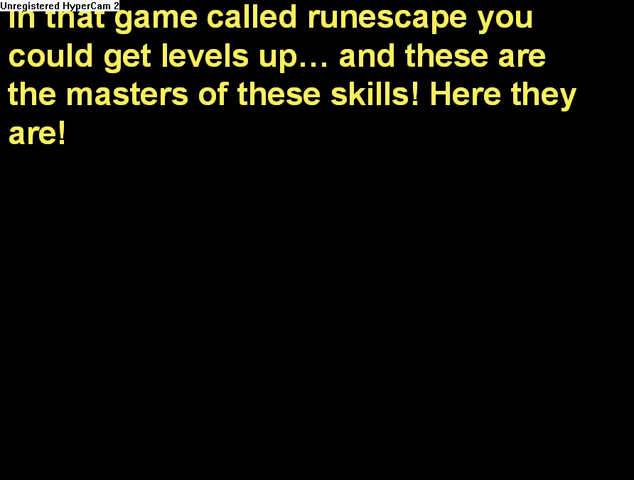 Unregistered HyperCam 2
In that game called runescape you
could get levels up... and these are
the masters of these skills! Here they
are!